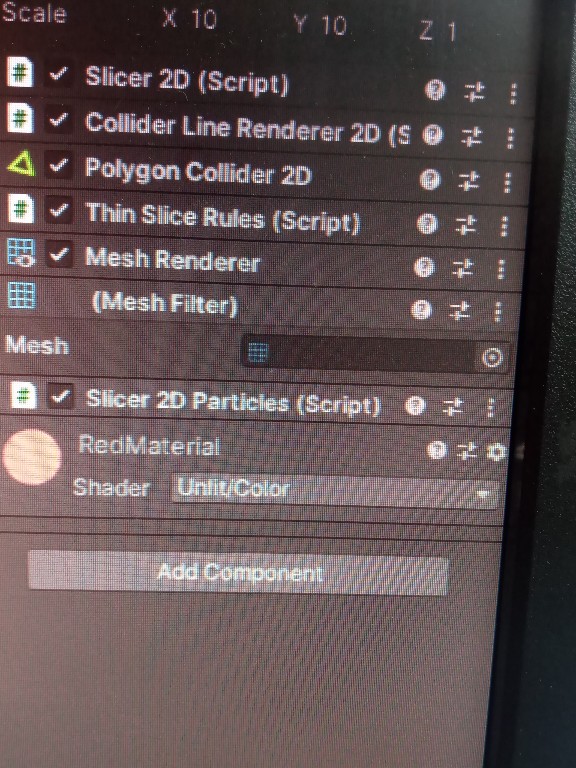 Scale X 10 Y 10 Z 1
Slicer 2D (Script)
Collider Line Renderer 2D (S
Polygon Collider 2D
Thin Slice Rules (Script)
Mesh Renderer
(Mesh Filter)
Mesh
Slicer 2D Particles (Script)
RedMaterial
Shader Unlit/Color
Add Component